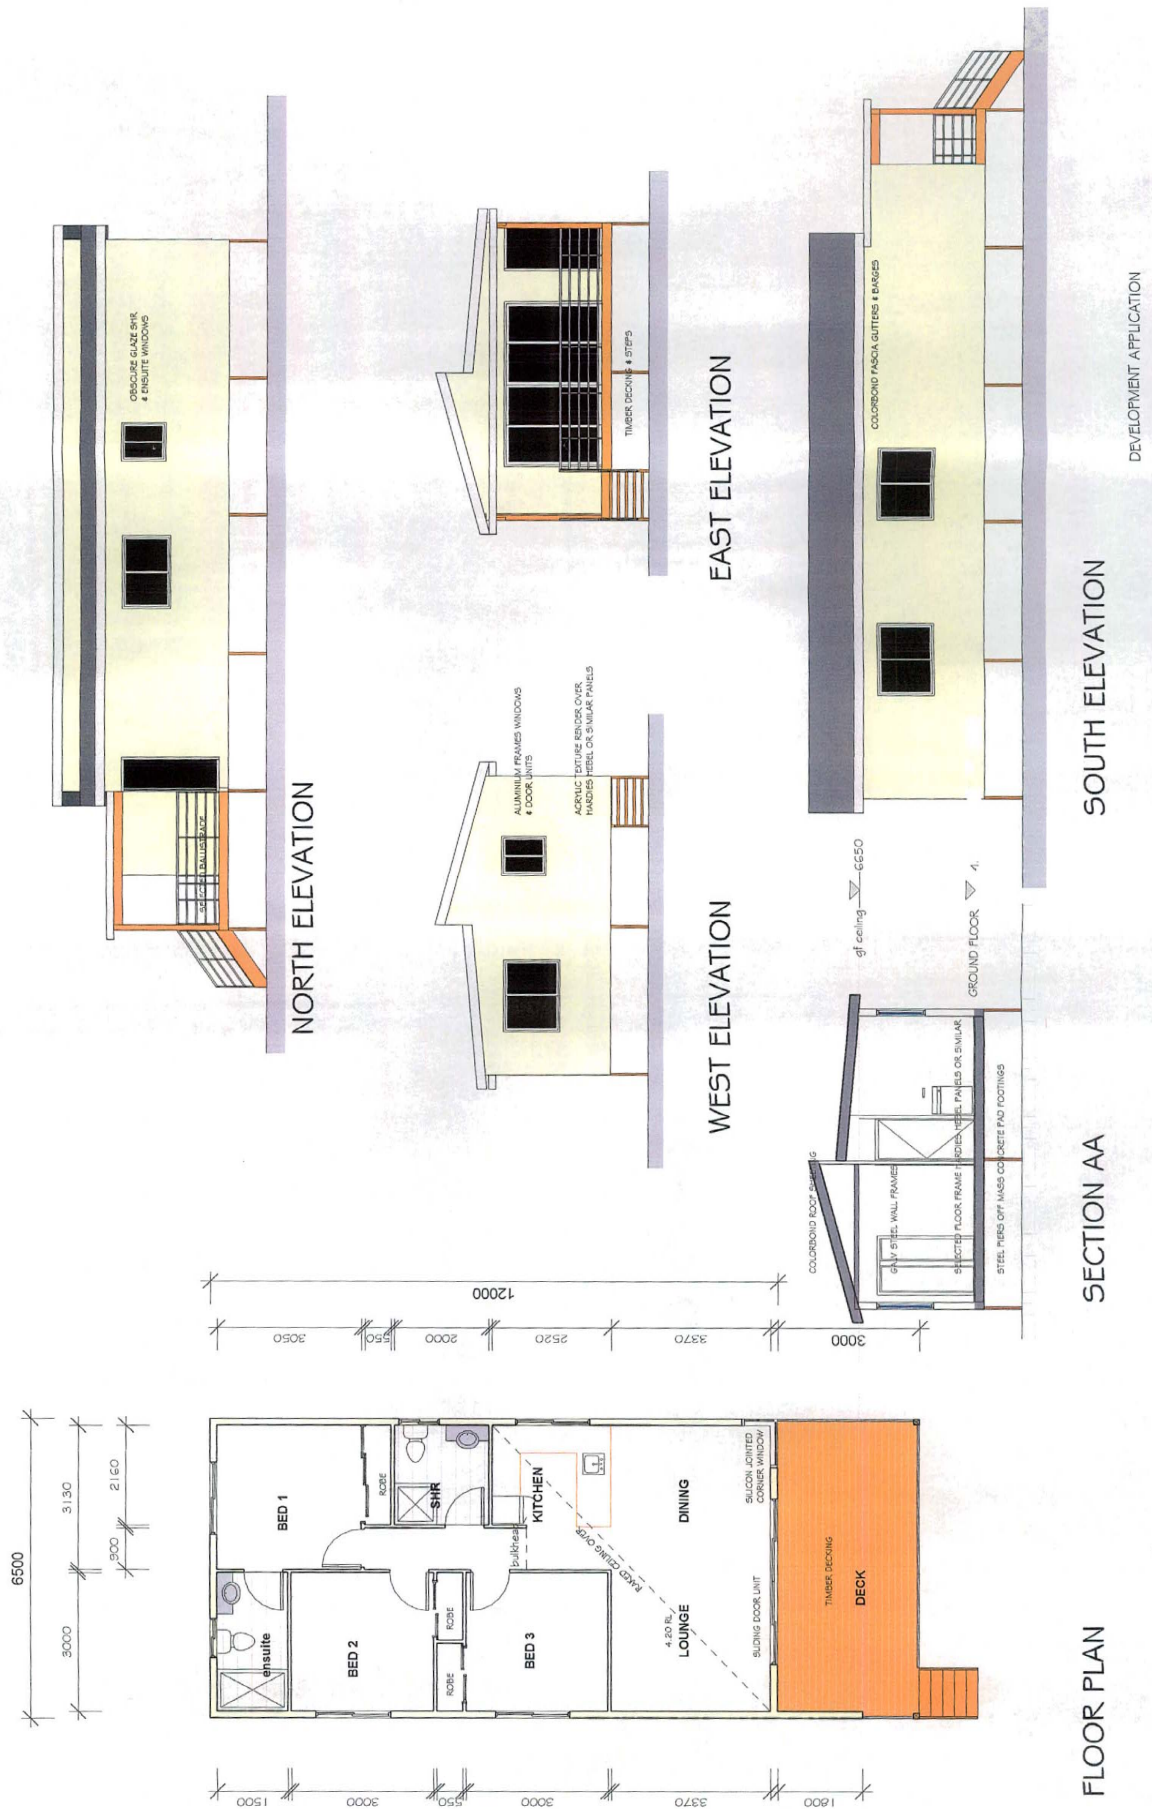 NORTH ELEVATION
OBSCURE GLAZE SHR
& ENSUITE WINDOWS
SELECTED BALUSTRADE
WEST ELEVATION
ALUMINIUM FRAMES WINDOWS
& DOOR UNITS
ACRYLIC TEXTURE RENDER OVER
HARDIES HEBEL OR SIMILAR PANELS
EAST ELEVATION
TIMBER DECKING & STEPS
SECTION AA
COLORBOND ROOF SHEETING
GALV STEEL WALL FRAMES
SELECTED FLOOR FRAME HARDIES HEBEL PANELS OR SIMILAR
STEEL PIERS OFF MASS CONCRETE PAD FOOTINGS
gf ceiling
6650
GROUND FLOOR
SOUTH ELEVATION
COLORBOND FASCIA GUTTERS & BARGES
DEVELOPMENT APPLICATION
FLOOR PLAN
6500
3000
3130
900
2160
12000
3050
550
2000
2520
3370
3000
1500
3000
550
3000
3370
1800
ensuite
BED 1
ROBE
BED 2
ROBE
ROBE
SHR
BED 3
bulkhead
KITCHEN
RAKED CEILING OVER
4.20 RL
LOUNGE
DINING
SLIDING DOOR UNIT
SILICON JOINTED
CORNER WINDOW
TIMBER DECKING
DECK